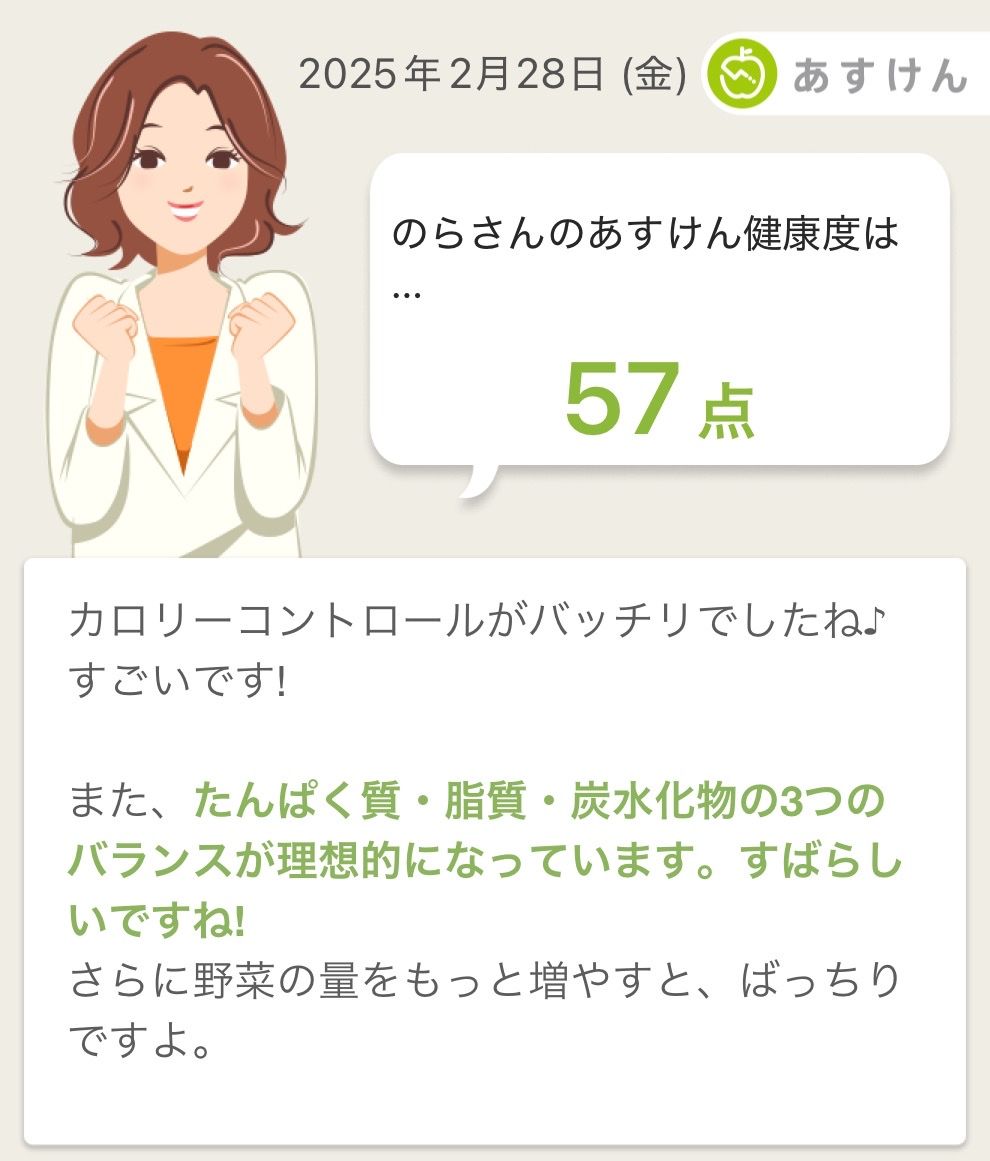 2025年2月28日 (金)
あすけん
のらさんのあすけん健康度は
...
57点
カロリーコントロールがバッチリでしたね♪
すごいです!
また、たんぱく質・脂質・炭水化物の3つの
バランスが理想的になっています。すばらし
いですね!
さらに野菜の量をもっと増やすと、ばっちり
ですよ。